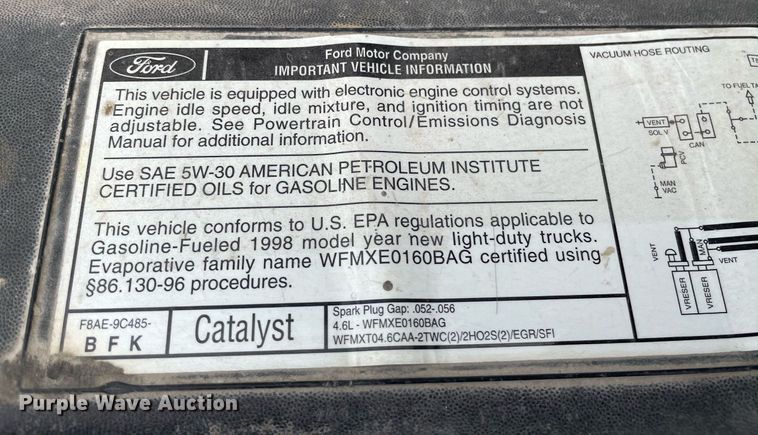 Ford
Ford Motor Company
IMPORTANT VEHICLE INFORMATION
This vehicle is equipped with electronic engine control systems.
Engine idle speed, idle mixture, and ignition timing are not
adjustable. See Powertrain Control/Emissions Diagnosis
Manual for additional information.
Use SAE 5W-30 AMERICAN PETROLEUM INSTITUTE
CERTIFIED OILS for GASOLINE ENGINES.
This vehicle conforms to U.S. EPA regulations applicable to
Gasoline-Fueled 1998 model year new light-duty trucks.
Evaporative family name WFMXE0160BAG certified using
§86.130-96 procedures.
F8AE-9C485-
BFK
Catalyst
Spark Plug Gap: .052-.056
4.6L - WFMXE0160BAG
WFMXT04.6CAA-2TWC(2)/2HO2S(2)/EGR/SFI
VACUUM HOSE ROUTING
TO FUEL TA
VENT
SOL V
CAN
PCV
MAN
VAC
VENT
MAN
VENT
VRESER
VRESER
Purple Wave Auction